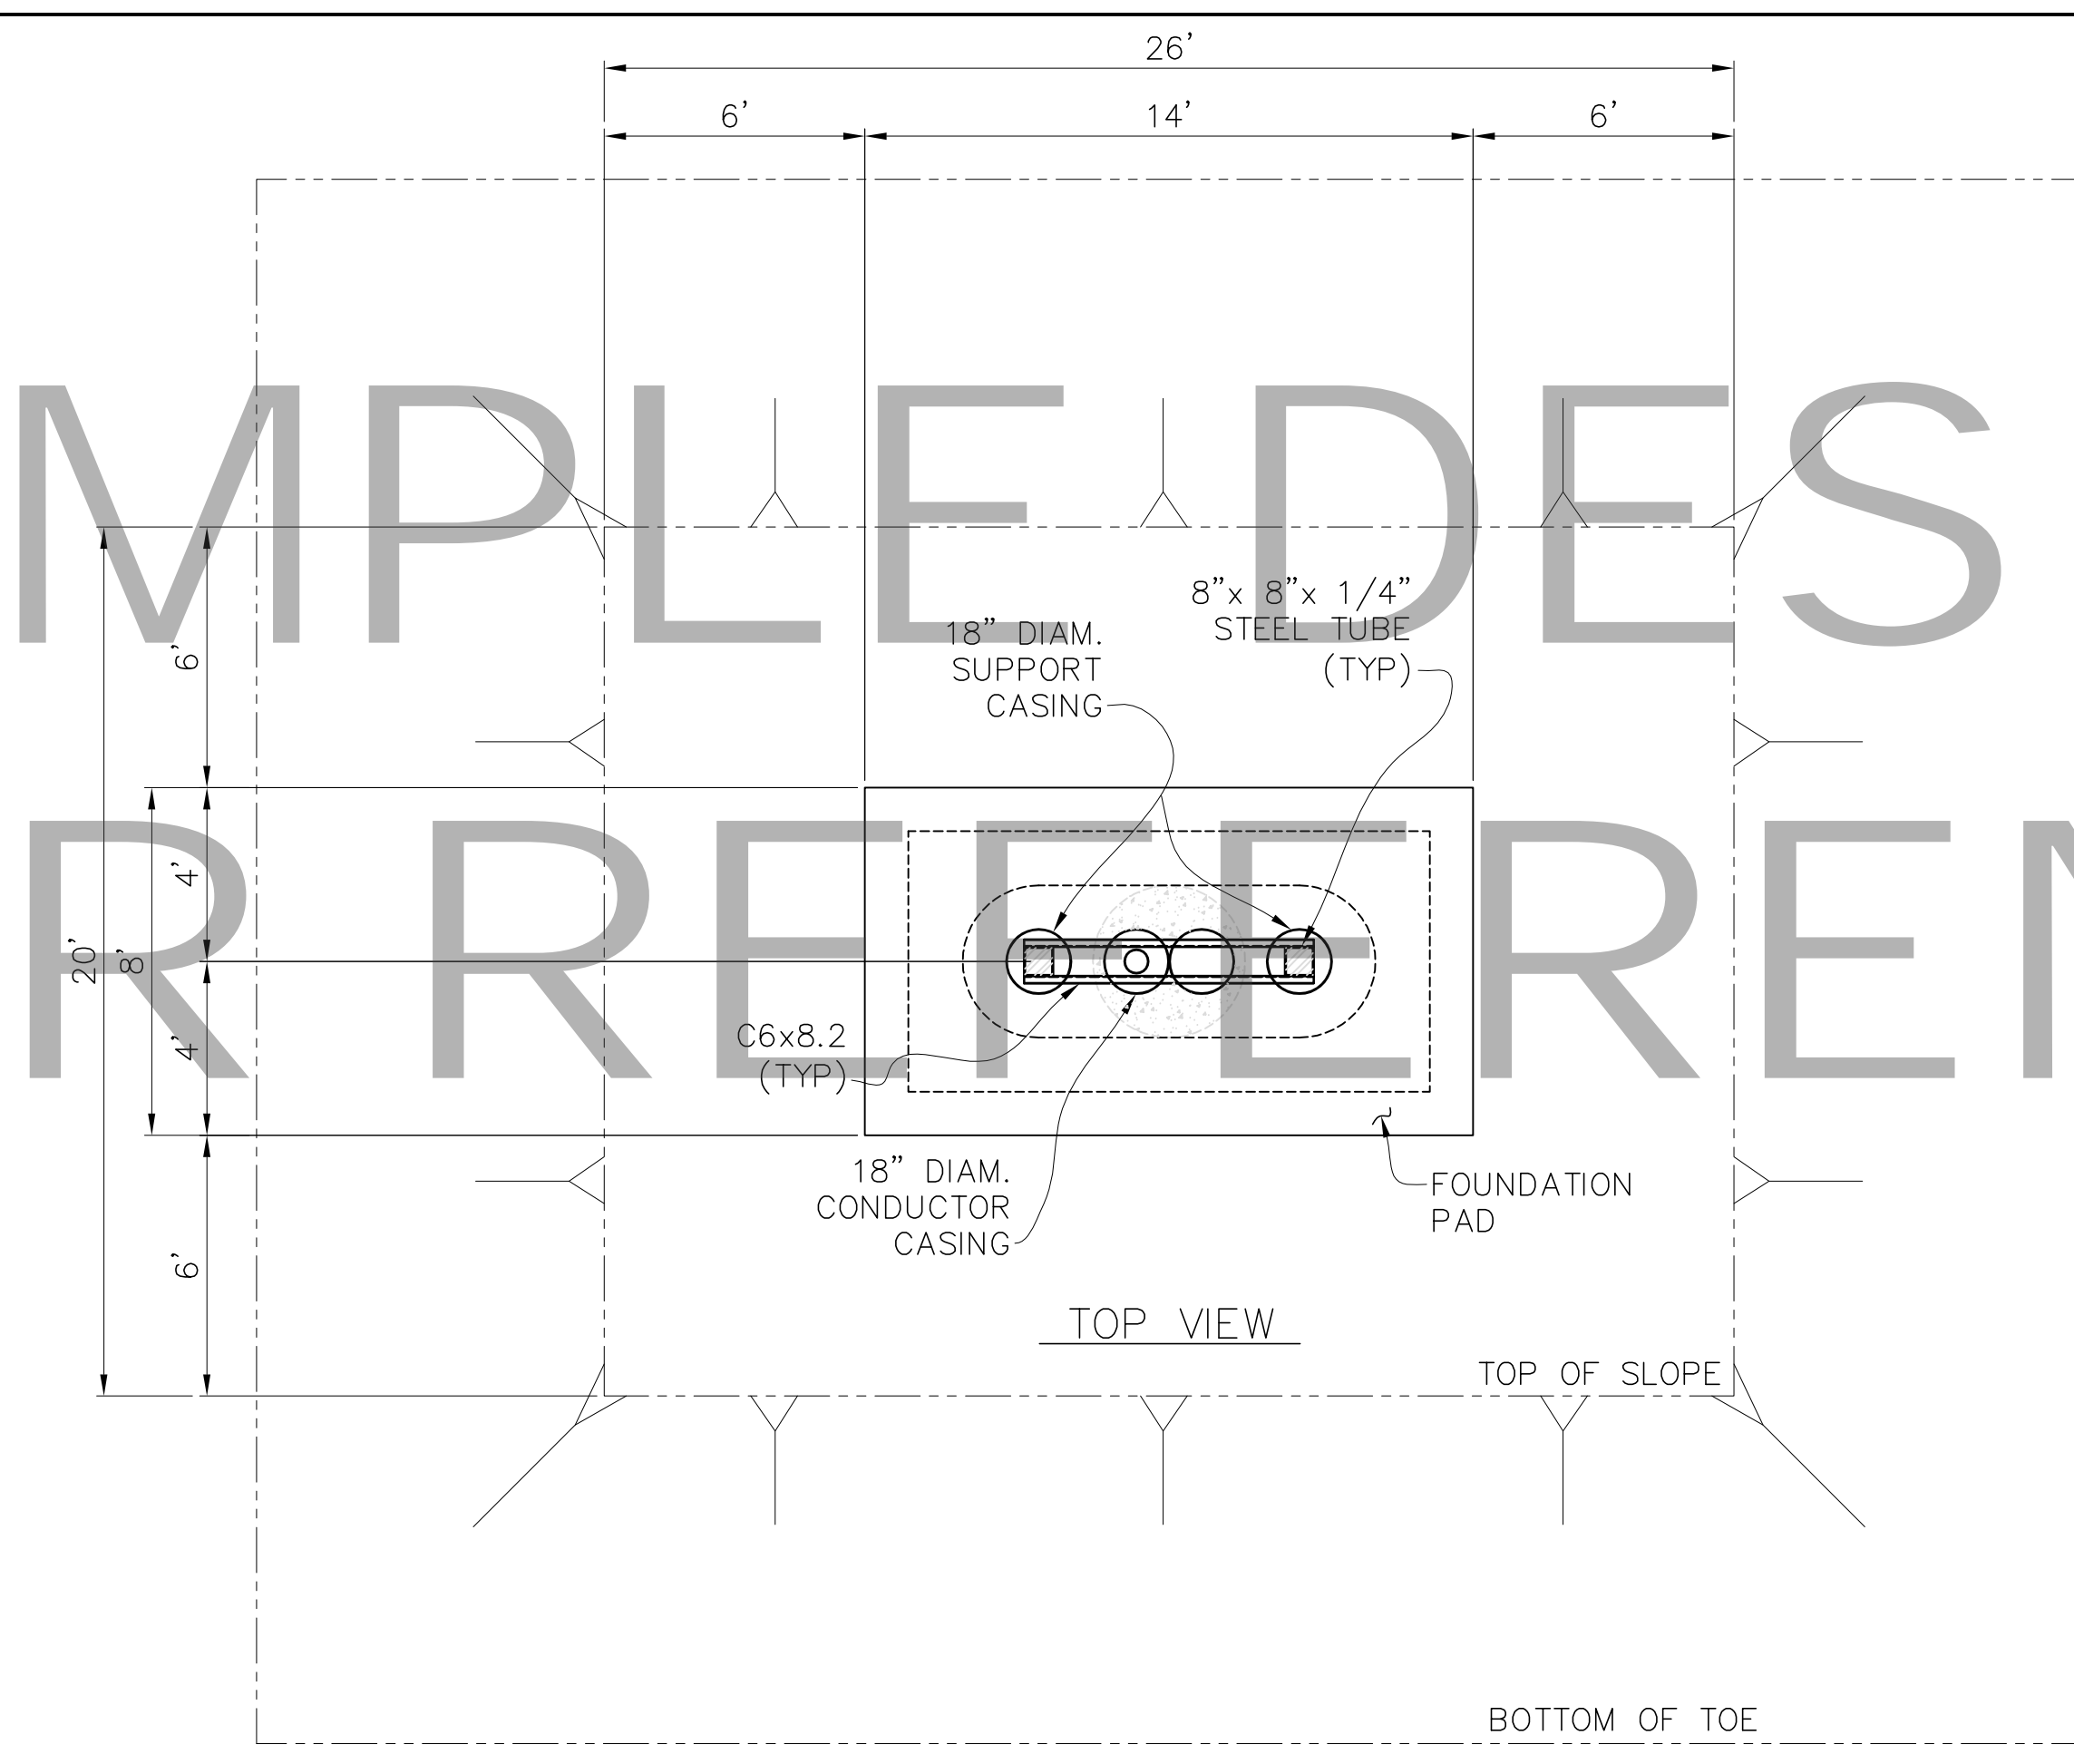 26'
6'
14'
6'
MPLE DES
8"x 8"x 1/4"
STEEL TUBE
(TYP)
18" DIAM.
SUPPORT
CASING
6'
R REFEREN
4'
20'
8'
4'
C6x8.2
(TYP)
18" DIAM.
CONDUCTOR
CASING
FOUNDATION
PAD
6'
TOP VIEW
TOP OF SLOPE
BOTTOM OF TOE